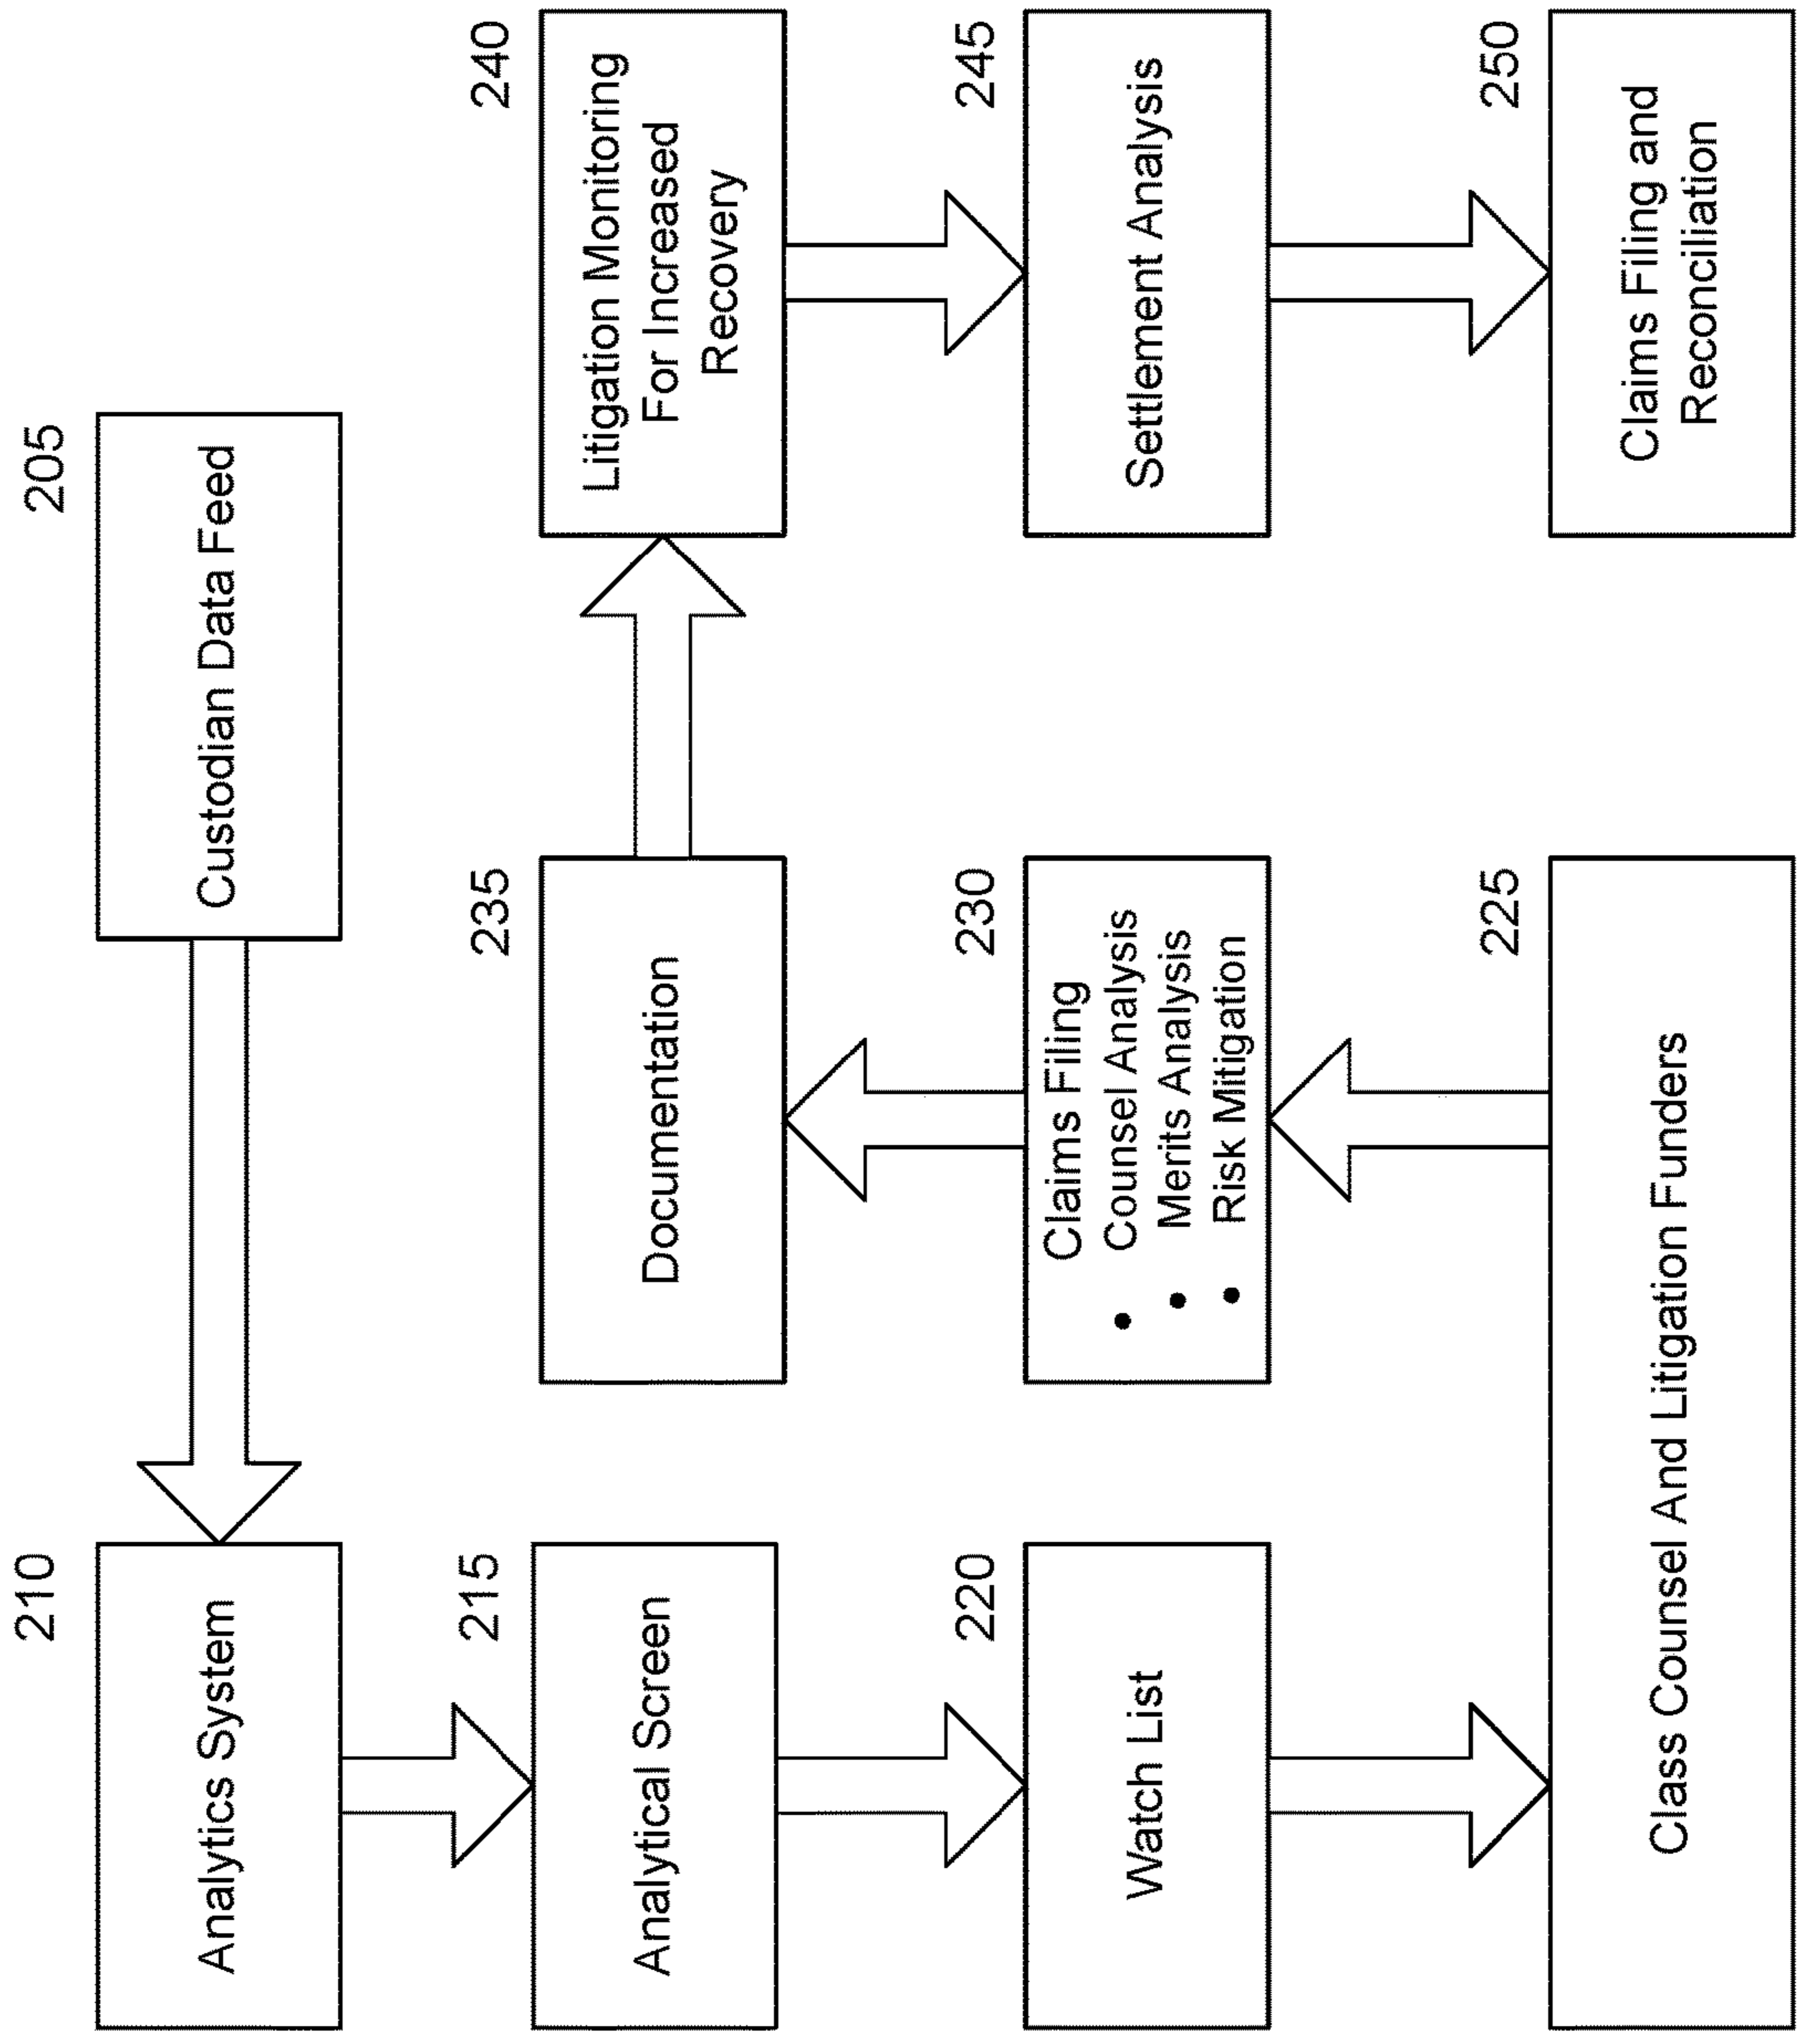 205
Custodian Data Feed
210
Analytics System
215
Analytical Screen
220
Watch List
225
Class Counsel And Litigation Funders
230
Claims Filing
• Counsel Analysis
• Merits Analysis
• Risk Mitigation
235
Documentation
240
Litigation Monitoring
For Increased
Recovery
245
Settlement Analysis
250
Claims Filing and
Reconciliation